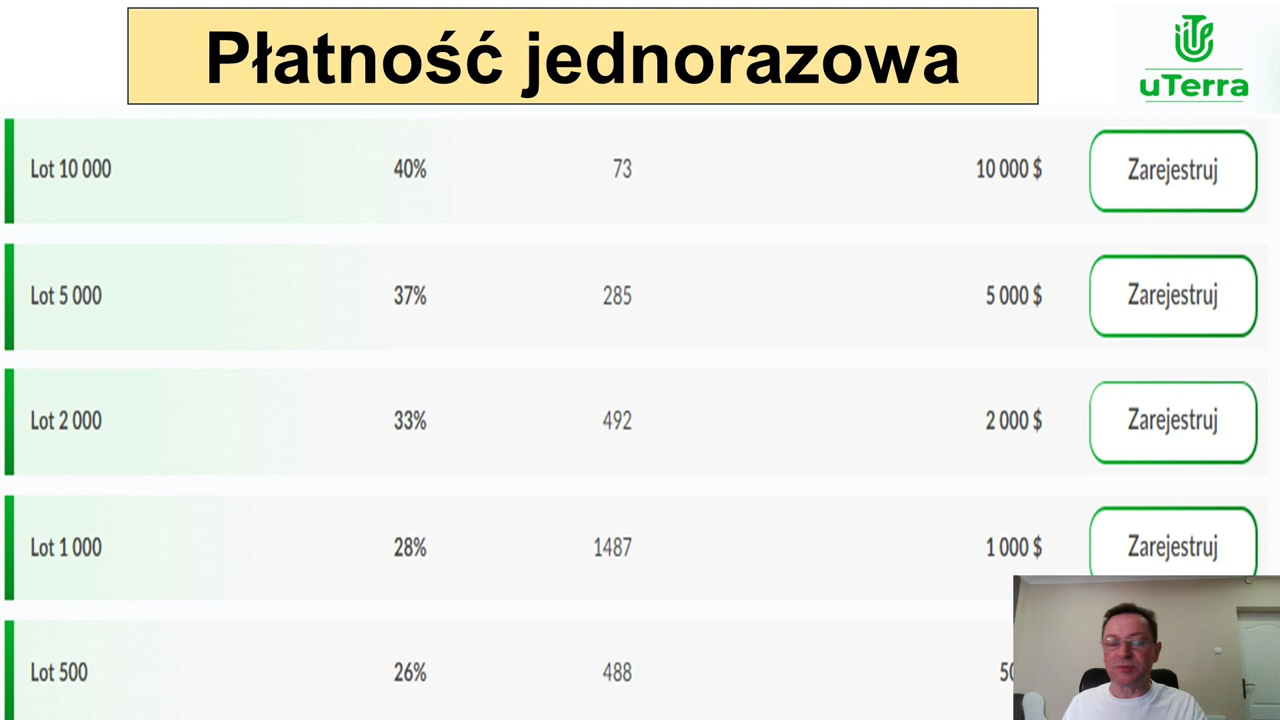 Płatność jednorazowa
uTerra
Lot 10 000 40% 73 10 000 $ Zarejestruj
Lot 5 000 37% 285 5 000 $ Zarejestruj
Lot 2 000 33% 492 2 000 $ Zarejestruj
Lot 1 000 28% 1487 1 000 $ Zarejestruj
Lot 500 26% 488